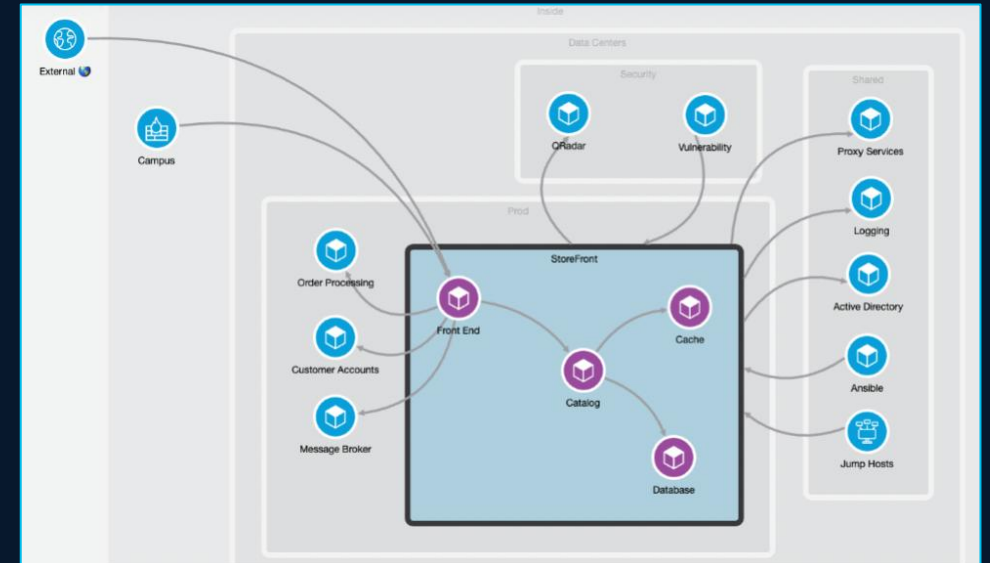 Inside
Data Centers
Security
Shared
External
QRadar
Vulnerability
Proxy Services
Campus
Prod
Logging
StoreFront
Order Processing
Active Directory
Front End
Cache
Customer Accounts
Ansible
Catalog
Message Broker
Jump Hosts
Database